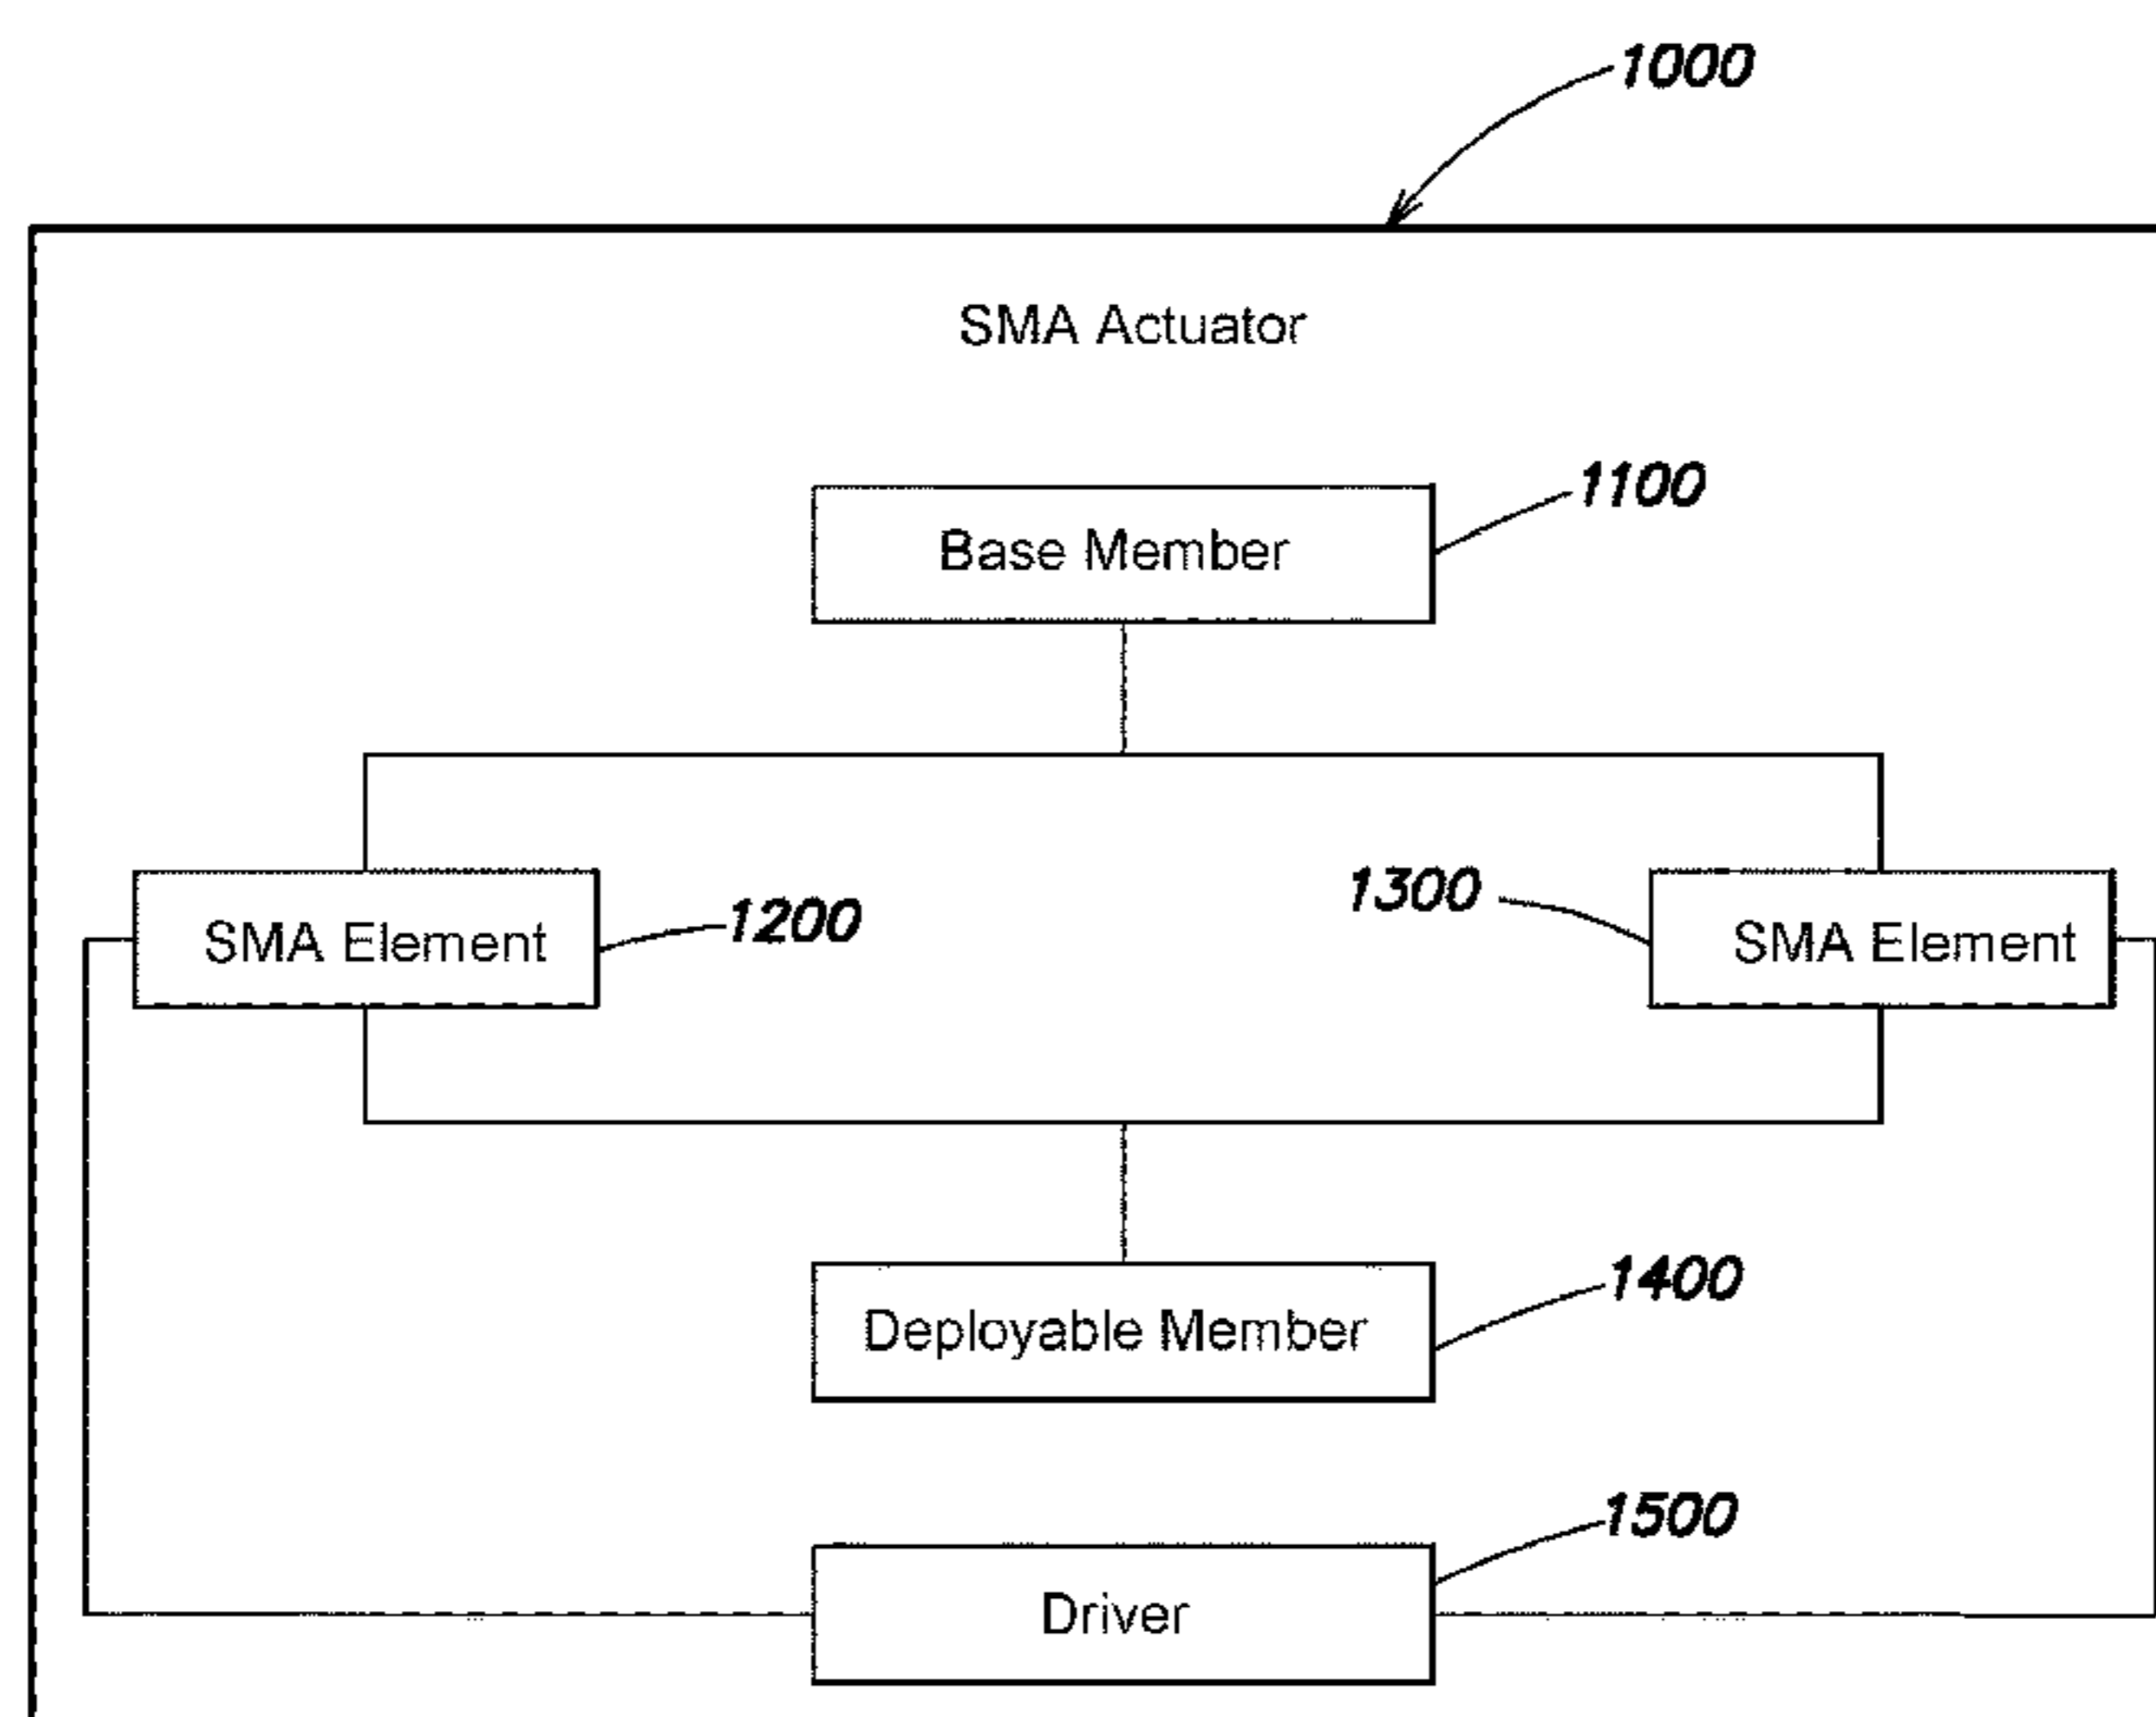 1000
SMA Actuator
1100
Base Member
1200
1300
SMA Element
SMA Element
1400
Deployable Member
1500
Driver